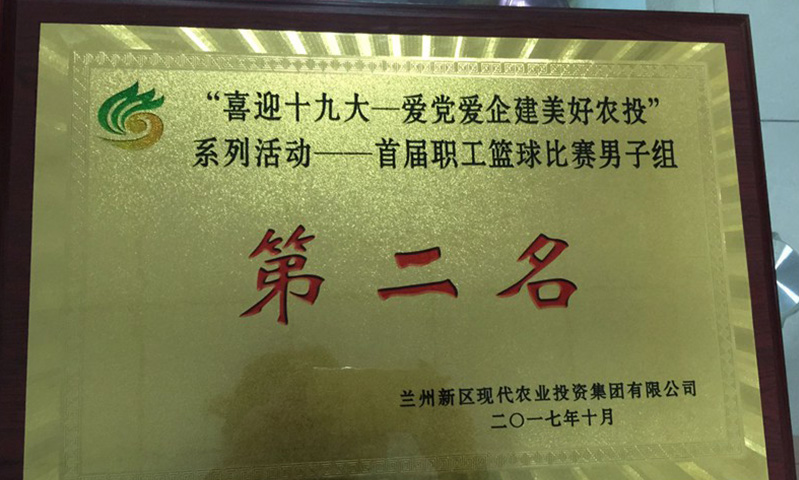 “喜迎十九大—爱党爱企建美好农投”
系列活动——首届职工篮球比赛男子组
第二名
兰州新区现代农业投资集团有限公司
二〇一七年十月